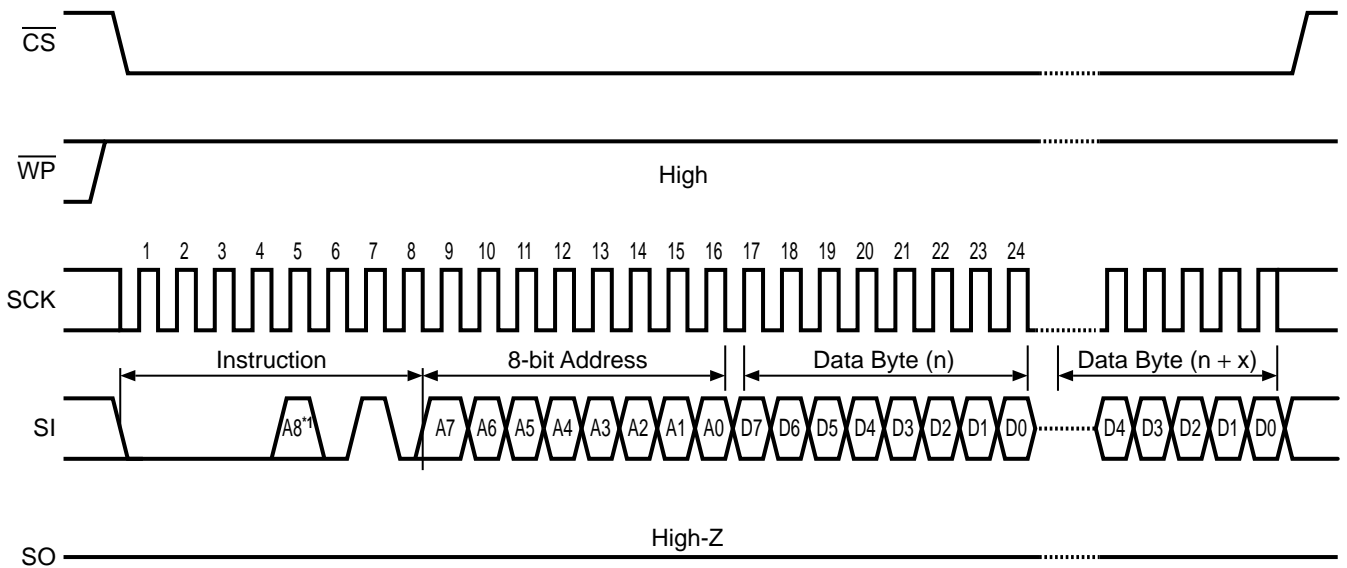 CS
WP
High
1 2 3 4 5 6 7 8 9 10 11 12 13 14 15 16 17 18 19 20 21 22 23 24
SCK
Instruction 8-bit Address Data Byte (n) Data Byte (n + x)
SI A8*1 A7 A6 A5 A4 A3 A2 A1 A0 D7 D6 D5 D4 D3 D2 D1 D0 D4 D3 D2 D1 D0
High-Z
SO